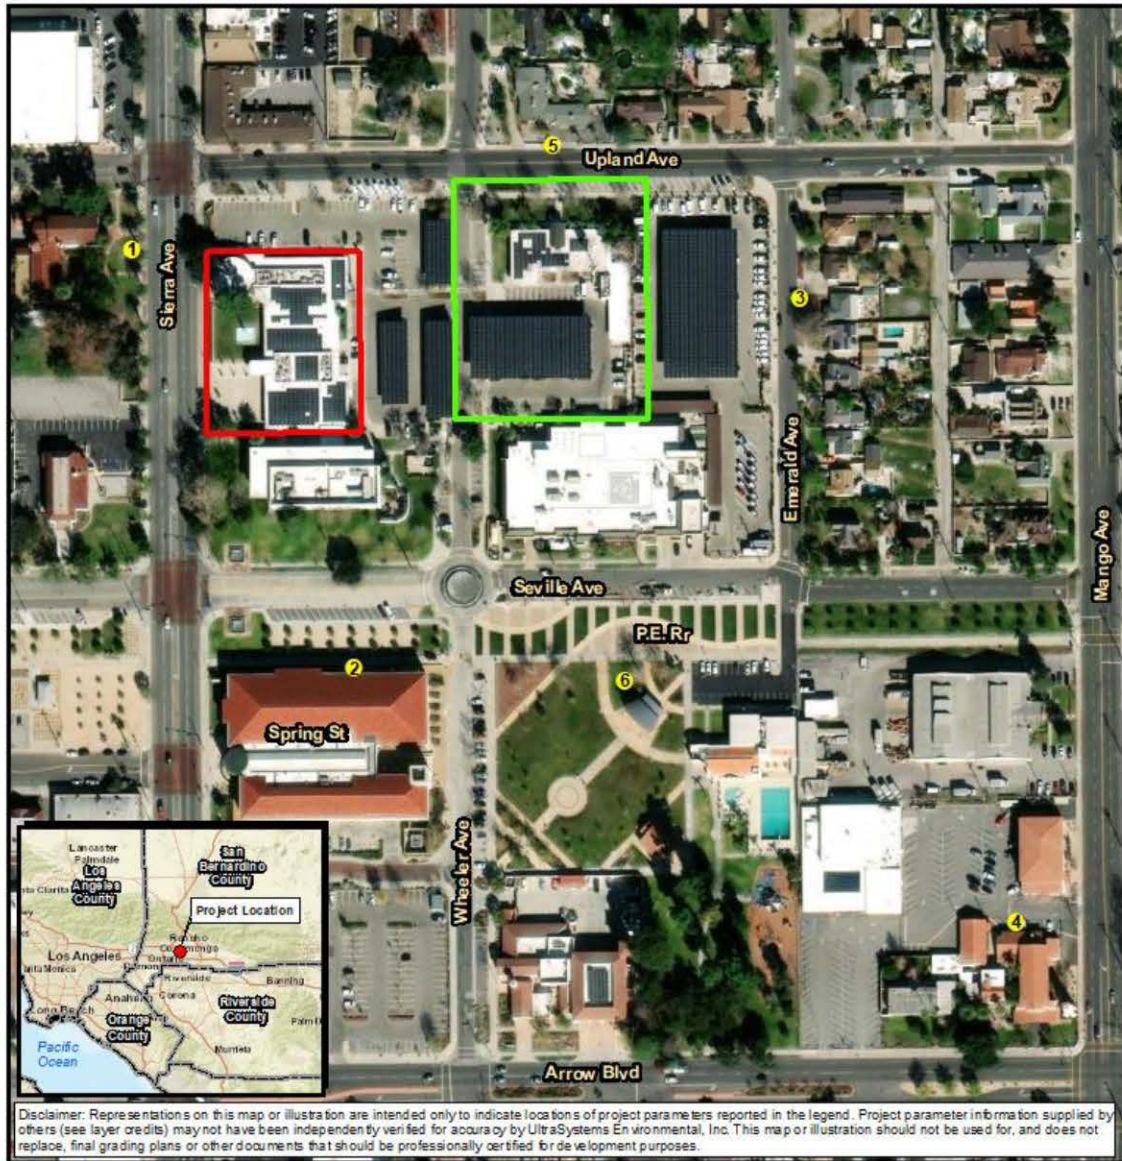 5
Upland Ave
1
Sierra Ave
3
Emerald Ave
Mango Ave
Seville Ave
P.E. Rr
2
6
Spring St
Wheeler Ave
4
Arrow Blvd
Lancaster
Palmdale
Los
Angeles
County
San
Bernardino
County
Project Location
Los Angeles
Riverside
Banning
Anaheim
Corona
Orange
County
Riverside
County
Murrieta
Pacific
Ocean
Disclaimer: Representations on this map or illustration are intended only to indicate locations of project parameters reported in the legend. Project parameter information supplied by
others (see layer credits) may not have been independently verified for accuracy by UltraSystems Environmental, Inc. This map or illustration should not be used for, and does not
replace, final grading plans or other documents that should be professionally certified for development purposes.